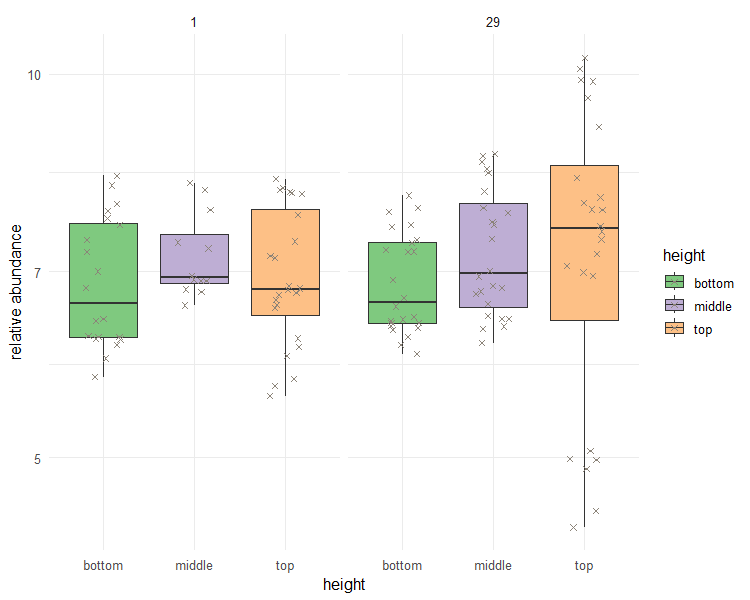 1
29
10
7
5
relative abundance
bottom
middle
top
bottom
middle
top
height
height
bottom
middle
top